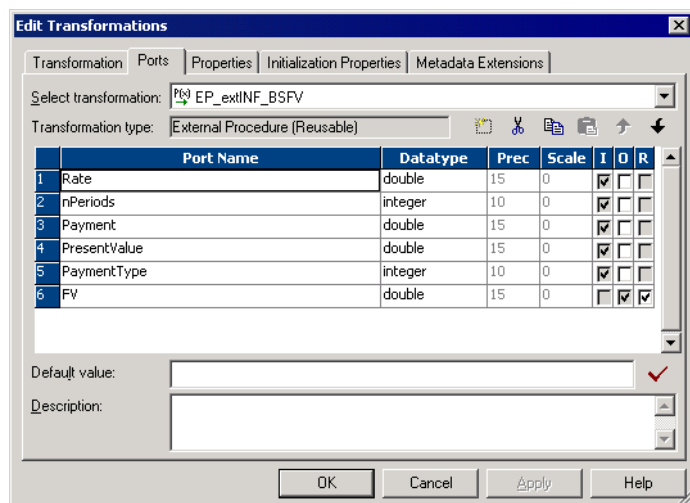 Edit Transformations
Transformation Ports Properties Initialization Properties Metadata Extensions
Select transformation: EP_extINF_BSFV
Transformation type: External Procedure (Reusable)
Port Name Datatype Prec Scale I O R
1 Rate double 15 0
2 nPeriods integer 10 0
3 Payment double 15 0
4 PresentValue double 15 0
5 PaymentType integer 10 0
6 FV double 15 0
Default value:
Description:
OK Cancel Apply Help